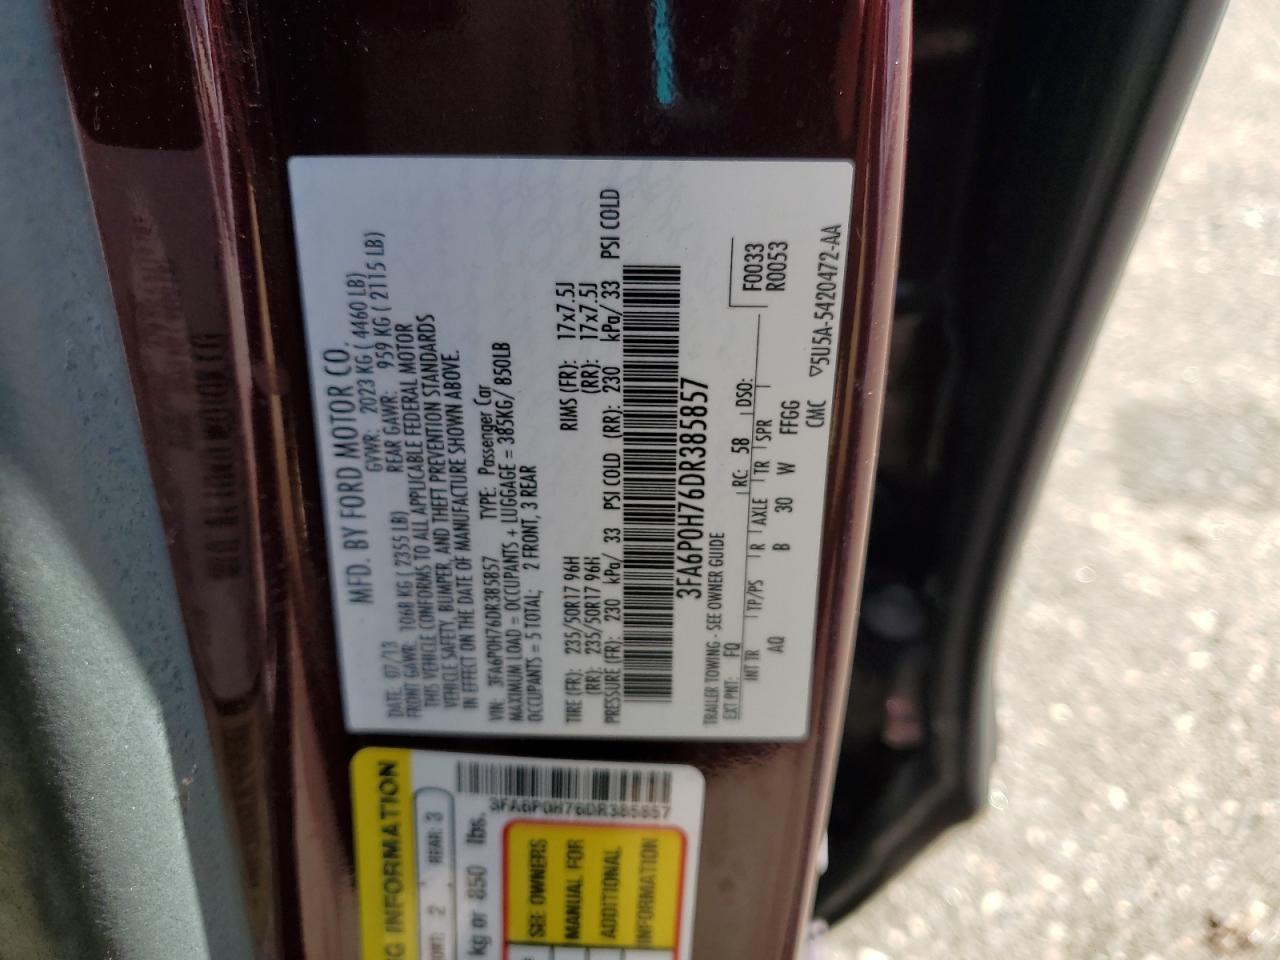 MFD. BY FORD MOTOR CO.
DATE: 07/13 GVWR: 2023 KG ( 4460 LB)
FRONT GAWR: 1068 KG ( 2355 LB) REAR GAWR: 959 KG ( 2115 LB)
THIS VEHICLE CONFORMS TO ALL APPLICABLE FEDERAL MOTOR
VEHICLE SAFETY, BUMPER, AND THEFT PREVENTION STANDARDS
IN EFFECT ON THE DATE OF MANUFACTURE SHOWN ABOVE.
VIN: 3FA6P0H76DR385857 TYPE: Passenger Car
MAXIMUM LOAD = OCCUPANTS + LUGGAGE = 385KG/ 850LB
OCCUPANTS = 5 TOTAL; 2 FRONT, 3 REAR
TIRE (FR): 235/50R17 96H RIMS (FR): 17x7.5J
(RR): 235/50R17 96H (RR): 17x7.5J
PRESSURE (FR): 230 kPa/ 33 PSI COLD (RR): 230 kPa/ 33 PSI COLD
3FA6P0H76DR385857
TRAILER TOWING - SEE OWNER GUIDE
EXT PNT: FQ RC: 58 DSO: F0033
INT TR TP/PS R AXLE TR SPR R0053
AQ B 30 W FFGG
CMC ▽5U5A-5420472-AA
G INFORMATION
2 REAR: 3
kg or 850 lbs.
3FA6P0H76DR385857
SEE OWNERS
MANUAL FOR
ADDITIONAL
INFORMATION